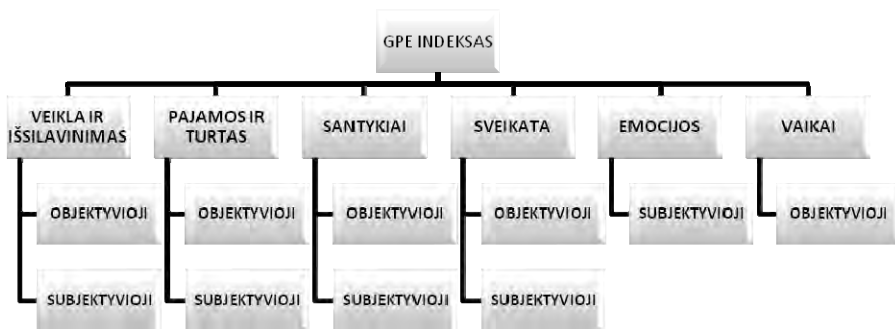 GPE INDEKSAS
VEIKLA IR
IŠSILAVINIMAS
PAJAMOS IR
TURTAS
SANTYKIAI
SVEIKATA
EMOCIJOS
VAIKAI
OBJEKTYVIOJI
OBJEKTYVIOJI
OBJEKTYVIOJI
OBJEKTYVIOJI
SUBJEKTYVIOJI
OBJEKTYVIOJI
SUBJEKTYVIOJI
SUBJEKTYVIOJI
SUBJEKTYVIOJI
SUBJEKTYVIOJI